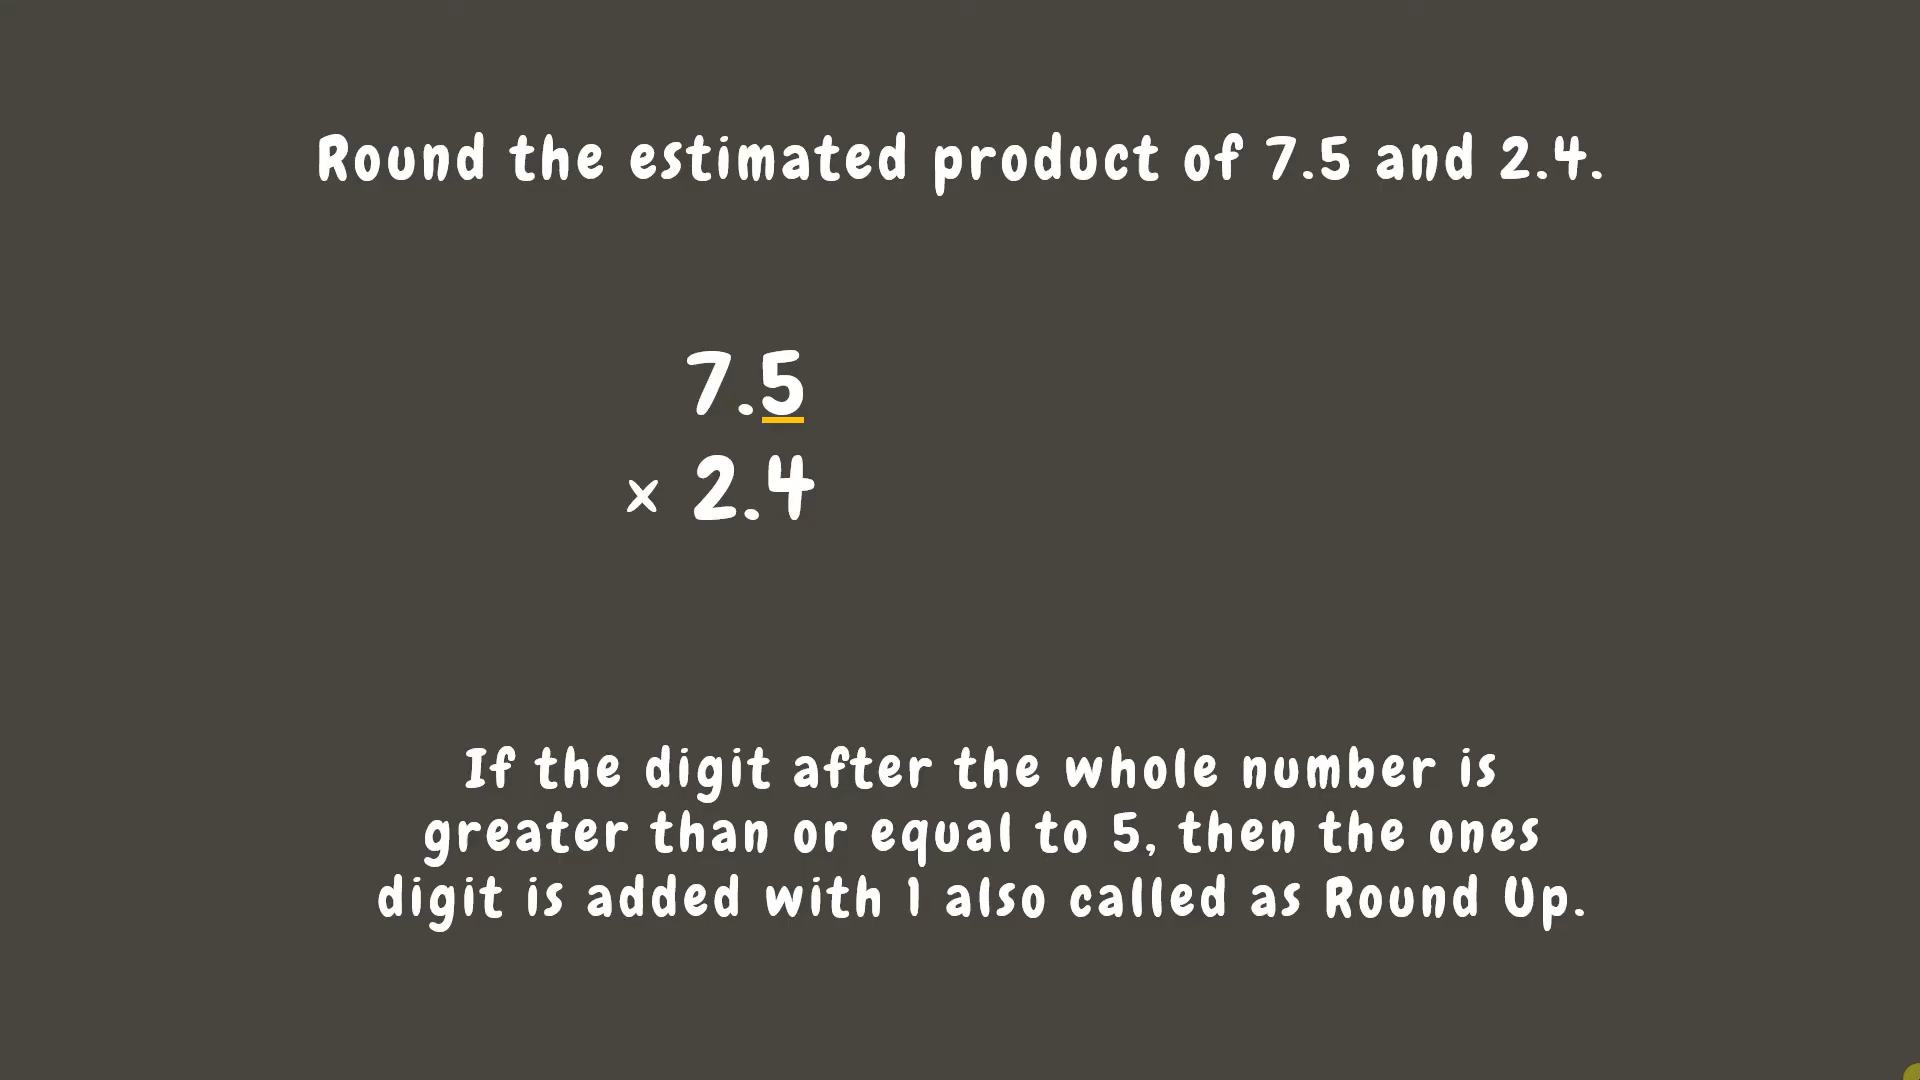 Round the estimated product of 7.5 and 2.4.
7.5
× 2.4
If the digit after the whole number is
greater than or equal to 5, then the ones
digit is added with 1 also called as Round Up.